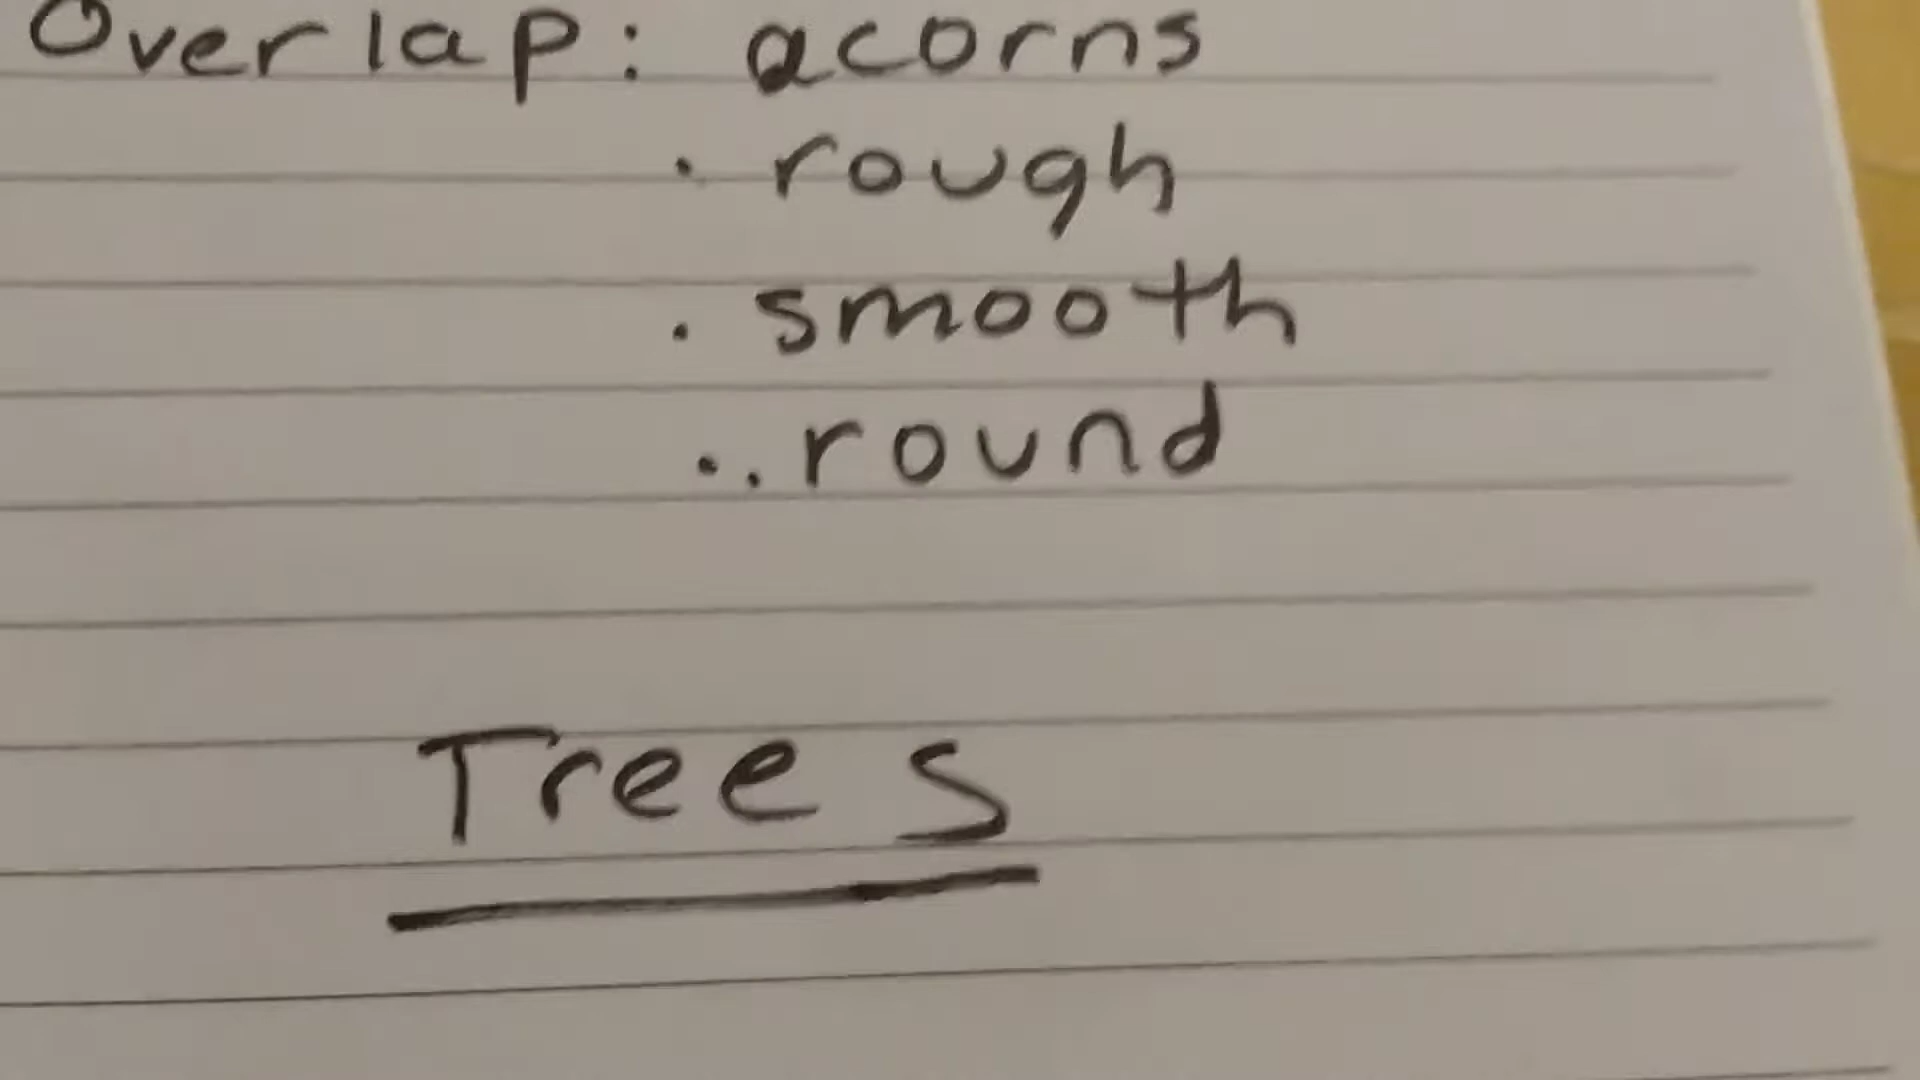 Overlap: acorns
. rough
. smooth
.. round
Trees